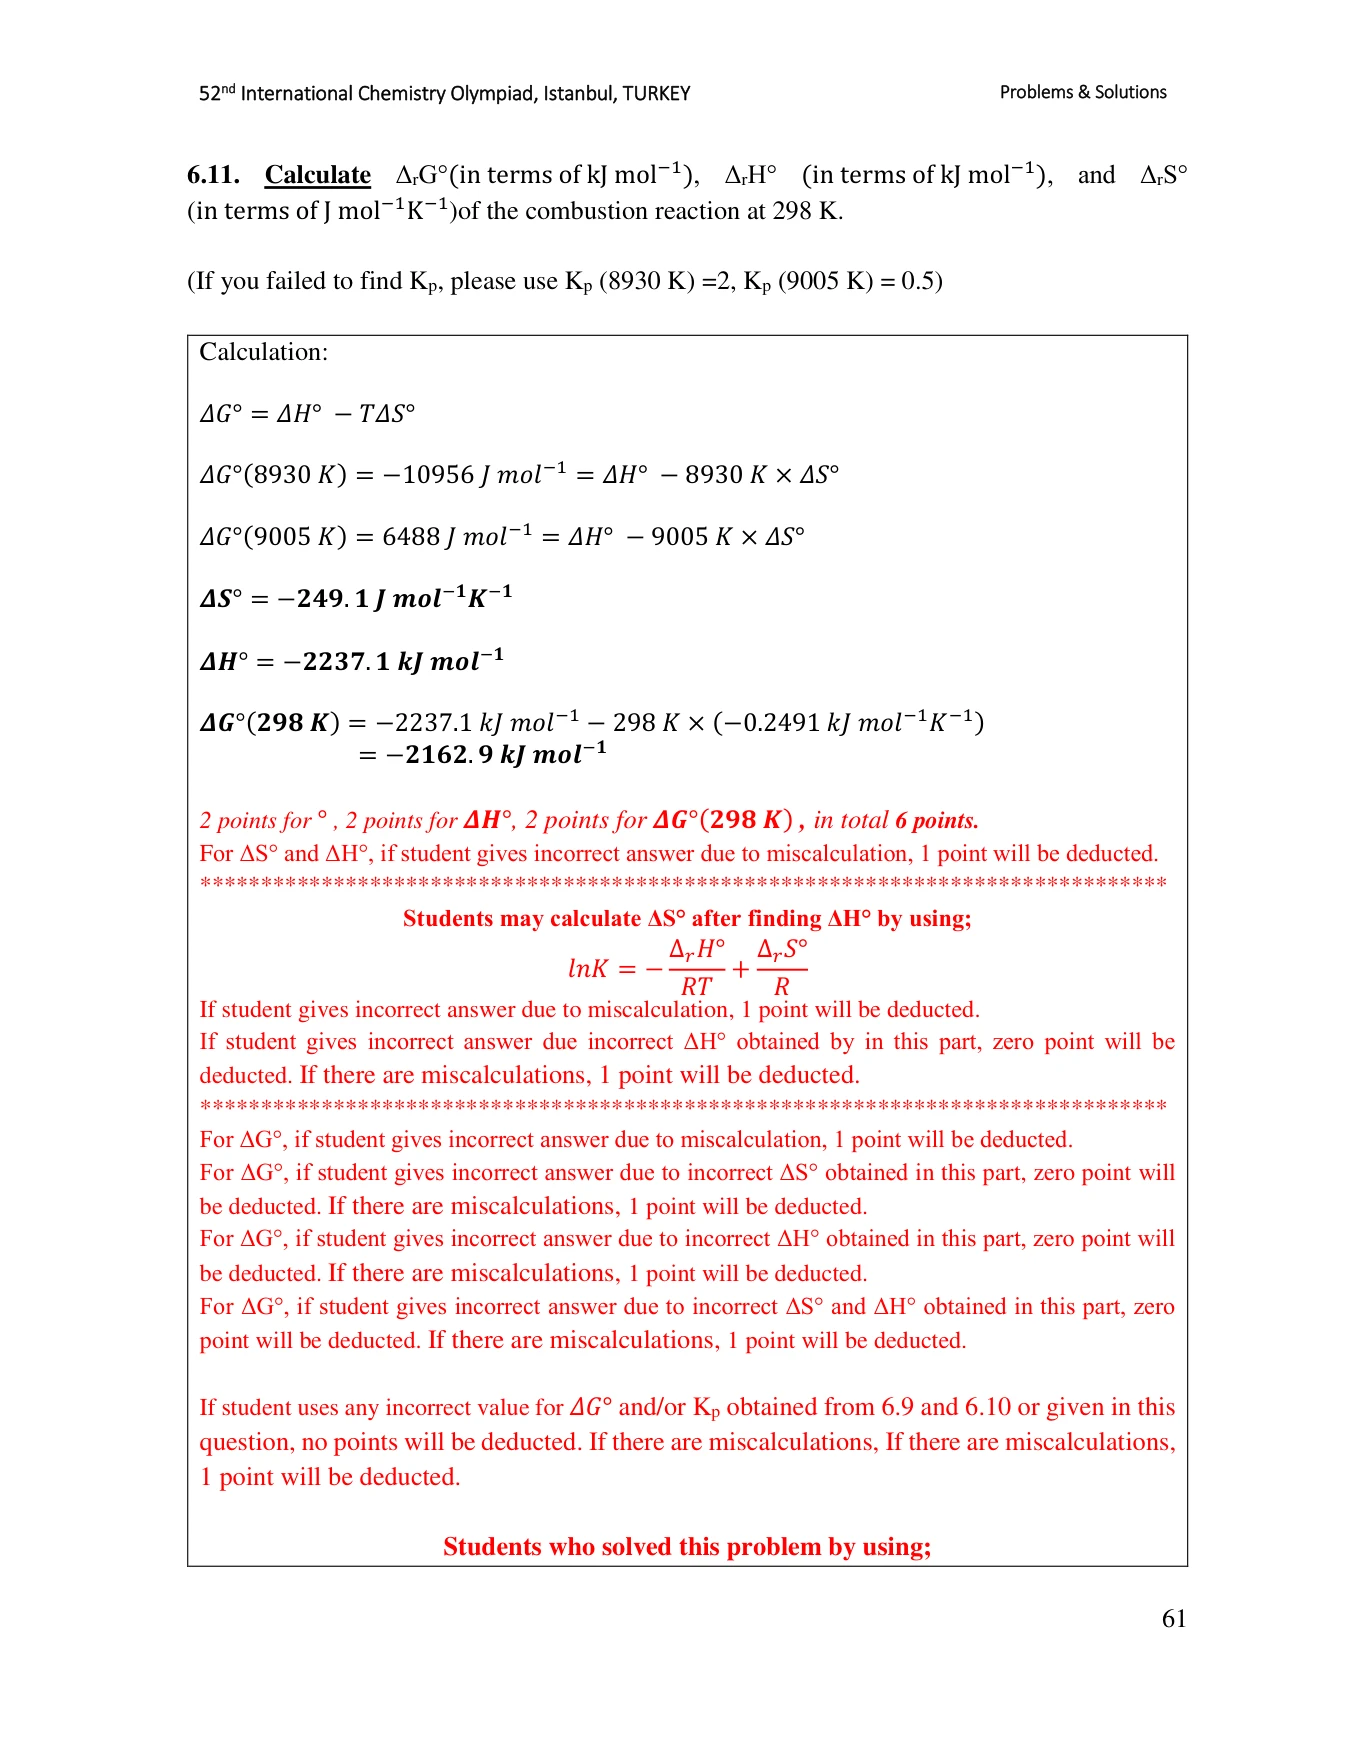 52nd International Chemistry Olympiad, Istanbul, TURKEY Problems & Solutions
6.11. Calculate ΔrG°(in terms of kJ mol⁻¹), ΔrH° (in terms of kJ mol⁻¹), and ΔrS°
(in terms of J mol⁻¹K⁻¹)of the combustion reaction at 298 K.
(If you failed to find Kp, please use Kp (8930 K) =2, Kp (9005 K) = 0.5)
Calculation:
ΔG° = ΔH° − TΔS°
ΔG°(8930 K) = −10956 J mol⁻¹ = ΔH° − 8930 K × ΔS°
ΔG°(9005 K) = 6488 J mol⁻¹ = ΔH° − 9005 K × ΔS°
ΔS° = −249.1 J mol⁻¹K⁻¹
ΔH° = −2237.1 kJ mol⁻¹
ΔG°(298 K) = −2237.1 kJ mol⁻¹ − 298 K × (−0.2491 kJ mol⁻¹K⁻¹)
= −2162.9 kJ mol⁻¹
2 points for ° , 2 points for ΔH°, 2 points for ΔG°(298 K) , in total 6 points.
For ΔS° and ΔH°, if student gives incorrect answer due to miscalculation, 1 point will be deducted.
********************************************************************************
Students may calculate ΔS° after finding ΔH° by using;
lnK = − ΔrH°/RT + ΔrS°/R
If student gives incorrect answer due to miscalculation, 1 point will be deducted.
If student gives incorrect answer due incorrect ΔH° obtained by in this part, zero point will be
deducted. If there are miscalculations, 1 point will be deducted.
********************************************************************************
For ΔG°, if student gives incorrect answer due to miscalculation, 1 point will be deducted.
For ΔG°, if student gives incorrect answer due to incorrect ΔS° obtained in this part, zero point will
be deducted. If there are miscalculations, 1 point will be deducted.
For ΔG°, if student gives incorrect answer due to incorrect ΔH° obtained in this part, zero point will
be deducted. If there are miscalculations, 1 point will be deducted.
For ΔG°, if student gives incorrect answer due to incorrect ΔS° and ΔH° obtained in this part, zero
point will be deducted. If there are miscalculations, 1 point will be deducted.
If student uses any incorrect value for ΔG° and/or Kp obtained from 6.9 and 6.10 or given in this
question, no points will be deducted. If there are miscalculations, If there are miscalculations,
1 point will be deducted.
Students who solved this problem by using;
61